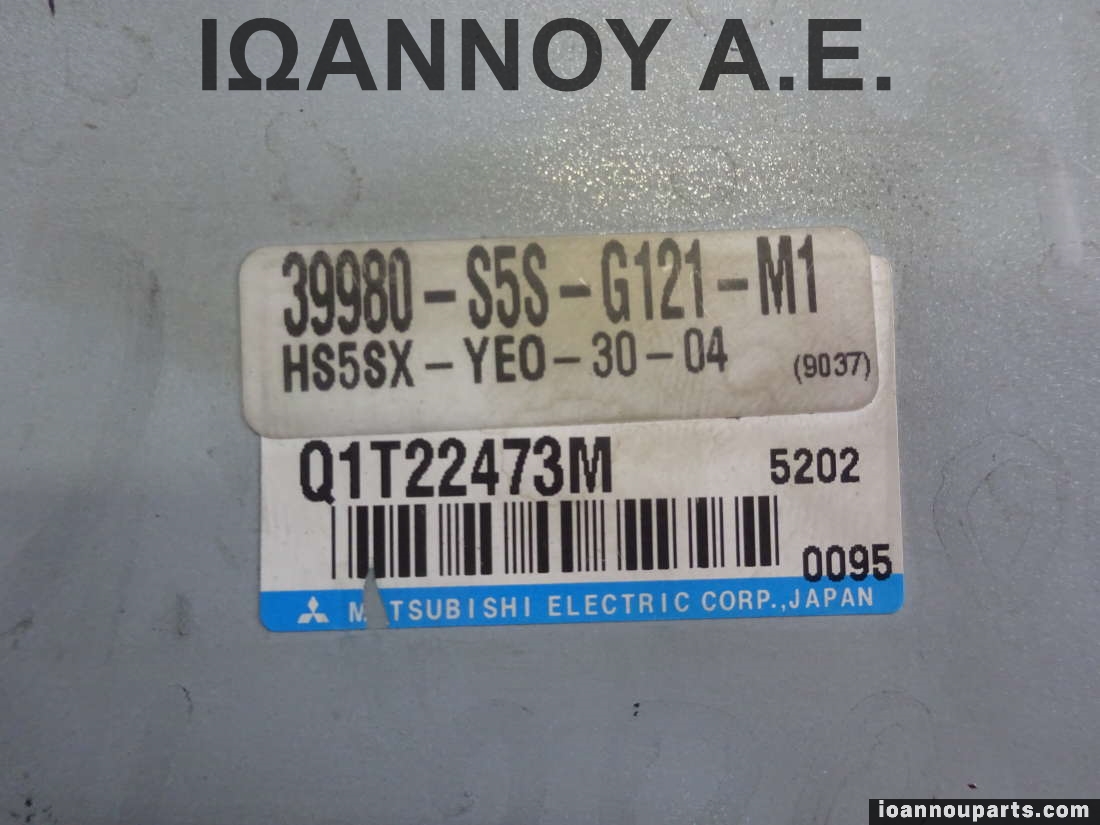 ΙΩΑΝΝΟΥ Α.Ε.
39980-S5S-G121-M1
HS5SX-YEO-30-04 (9037)
Q1T22473M 5202
0095
MITSUBISHI ELECTRIC CORP.,JAPAN
ioannouparts.com